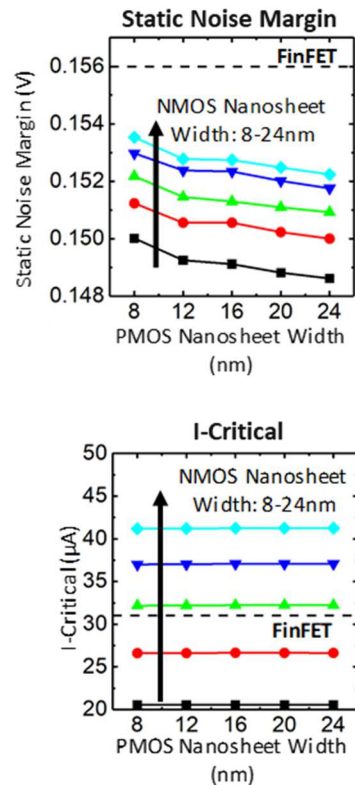 Static Noise Margin
Static Noise Margin (V)
0.156
0.154
0.152
0.150
0.148
FinFET
NMOS Nanosheet
Width: 8-24nm
8 12 16 20 24
PMOS Nanosheet Width
(nm)
I-Critical
I-Critical (µA)
50
45
40
35
30
25
20
NMOS Nanosheet
Width: 8-24nm
FinFET
8 12 16 20 24
PMOS Nanosheet Width
(nm)